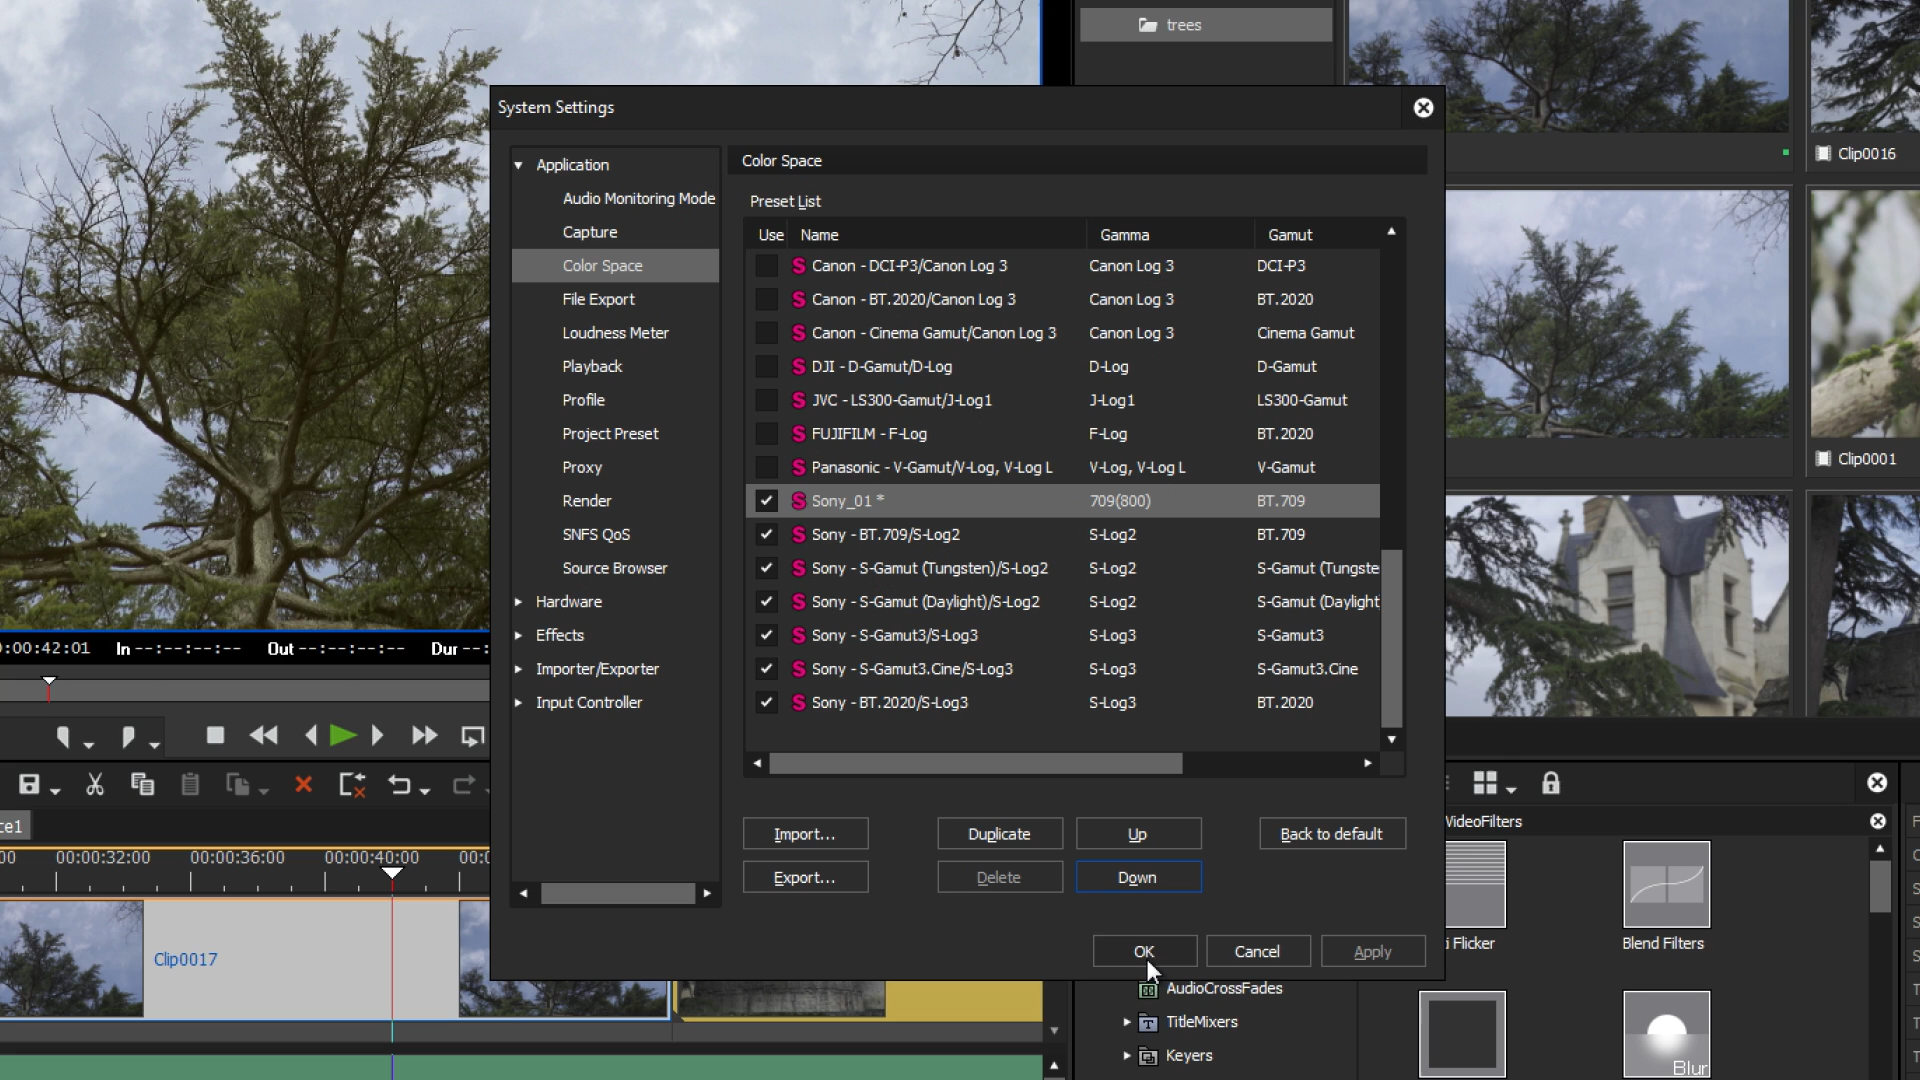 trees
System Settings
Application
Audio Monitoring Mode
Capture
Color Space
File Export
Loudness Meter
Playback
Profile
Project Preset
Proxy
Render
SNFS QoS
Source Browser
Hardware
Effects
Importer/Exporter
Input Controller
Color Space
Preset List
Use Name Gamma Gamut
S Canon - DCI-P3/Canon Log 3 Canon Log 3 DCI-P3
S Canon - BT.2020/Canon Log 3 Canon Log 3 BT.2020
S Canon - Cinema Gamut/Canon Log 3 Canon Log 3 Cinema Gamut
S DJI - D-Gamut/D-Log D-Log D-Gamut
S JVC - LS300-Gamut/J-Log1 J-Log1 LS300-Gamut
S FUJIFILM - F-Log F-Log BT.2020
S Panasonic - V-Gamut/V-Log, V-Log L V-Log, V-Log L V-Gamut
S Sony_01 * 709(800) BT.709
S Sony - BT.709/S-Log2 S-Log2 BT.709
S Sony - S-Gamut (Tungsten)/S-Log2 S-Log2 S-Gamut (Tungste
S Sony - S-Gamut (Daylight)/S-Log2 S-Log2 S-Gamut (Daylight
S Sony - S-Gamut3/S-Log3 S-Log3 S-Gamut3
S Sony - S-Gamut3.Cine/S-Log3 S-Log3 S-Gamut3.Cine
S Sony - BT.2020/S-Log3 S-Log3 BT.2020
Import... Duplicate Up Back to default
Export... Delete Down
OK Cancel Apply
Clip0016
Clip0001
:00:42:01 In --:--:--:-- Out --:--:--:-- Dur --:
ce1
00 00:00:32:00 00:00:36:00 00:00:40:00 00:0
Clip0017
VideoFilters
i Flicker
Blend Filters
Blur
AudioCrossFades
TitleMixers
Keyers